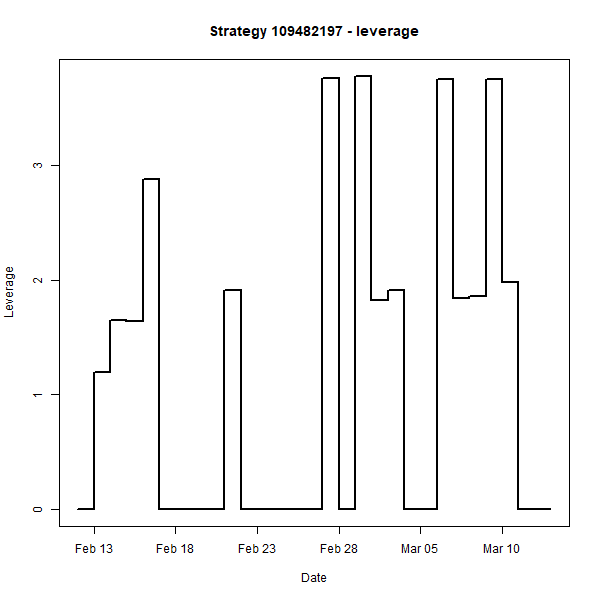 Strategy 109482197 - leverage
Leverage
3
2
1
0
Feb 13 Feb 18 Feb 23 Feb 28 Mar 05 Mar 10
Date